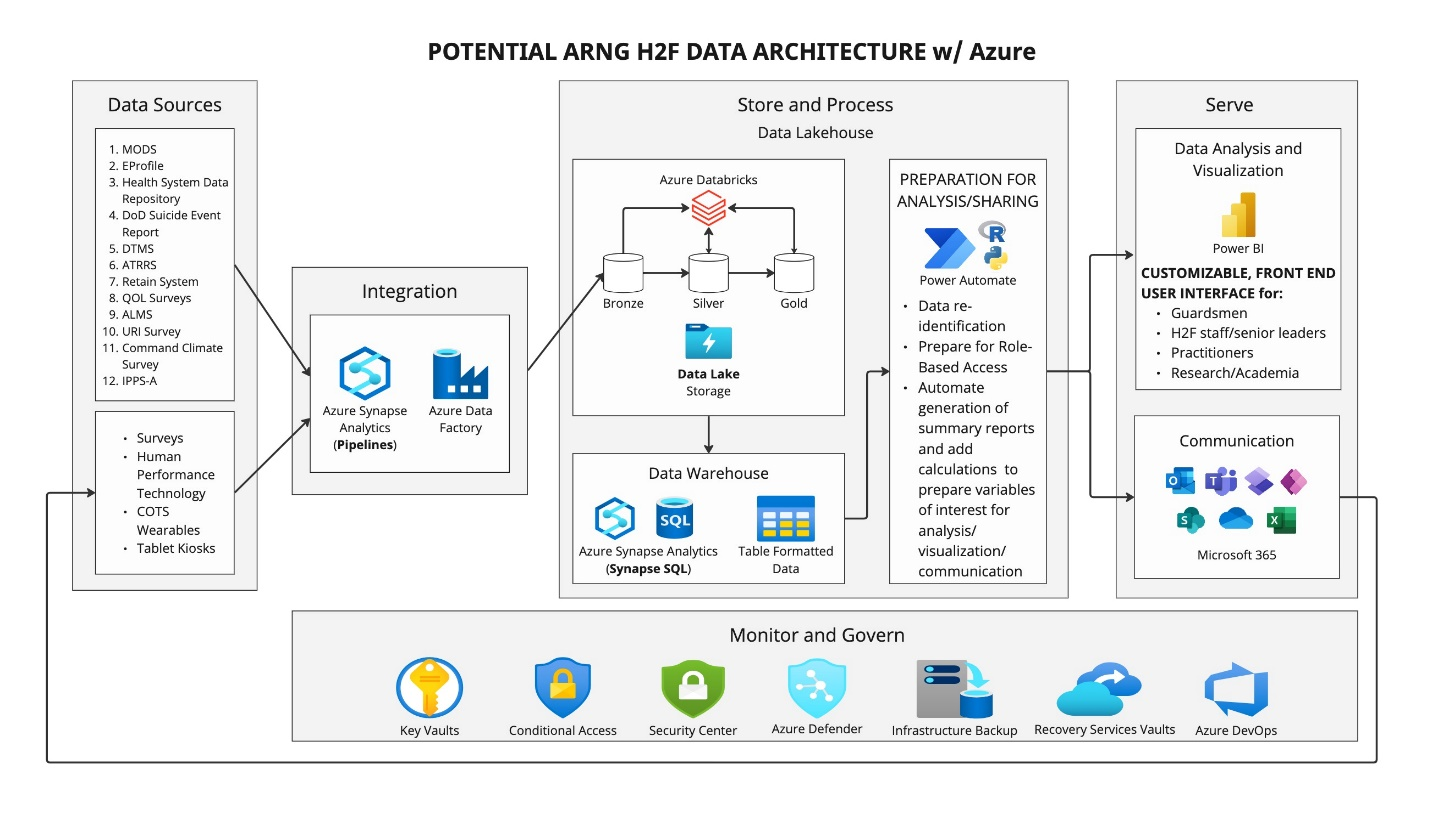 POTENTIAL ARNG H2F DATA ARCHITECTURE w/ Azure
Data Sources
1. MODS
2. EProfile
3. Health System Data
Repository
4. DoD Suicide Event
Report
5. DTMS
6. ATRRS
7. Retain System
8. QOL Surveys
9. ALMS
10. URI Survey
11. Command Climate
Survey
12. IPPS-A
• Surveys
• Human
Performance
Technology
• COTS
Wearables
• Tablet Kiosks
Integration
Azure Synapse
Analytics
(Pipelines)
Azure Data
Factory
Store and Process
Data Lakehouse
Azure Databricks
Bronze
Silver
Gold
Data Lake
Storage
Data Warehouse
SQL
Azure Synapse Analytics
(Synapse SQL)
Table Formatted
Data
PREPARATION FOR
ANALYSIS/SHARING
R
Power Automate
• Data re-
identification
• Prepare for Role-
Based Access
• Automate
generation of
summary reports
and add
calculations to
prepare variables
of interest for
analysis/
visualization/
communication
Serve
Data Analysis and
Visualization
Power BI
CUSTOMIZABLE, FRONT END
USER INTERFACE for:
• Guardsmen
• H2F staff/senior leaders
• Practitioners
• Research/Academia
Communication
O
T
S
X
Microsoft 365
Monitor and Govern
Key Vaults
Conditional Access
Security Center
Azure Defender
Infrastructure Backup
Recovery Services Vaults
Azure DevOps